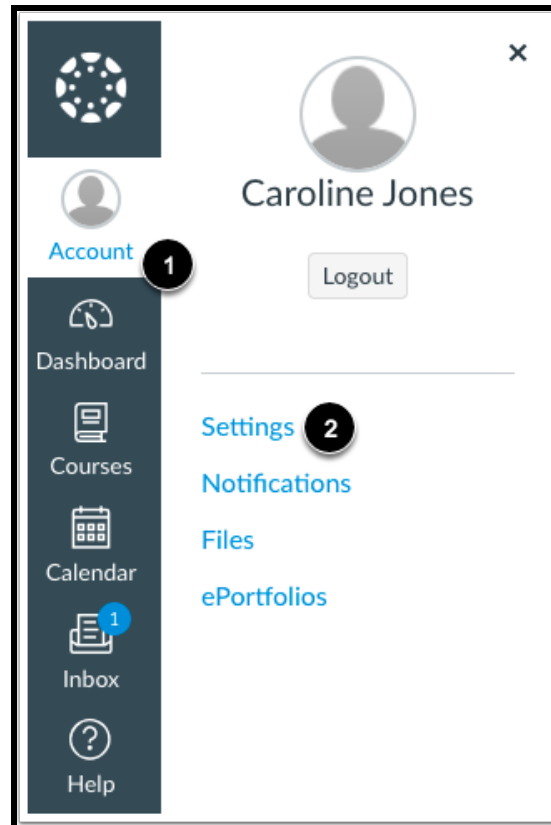 ×
Caroline Jones
Logout
Account
1
Dashboard
Courses
Calendar
1
Inbox
Help
Settings 2
Notifications
Files
ePortfolios